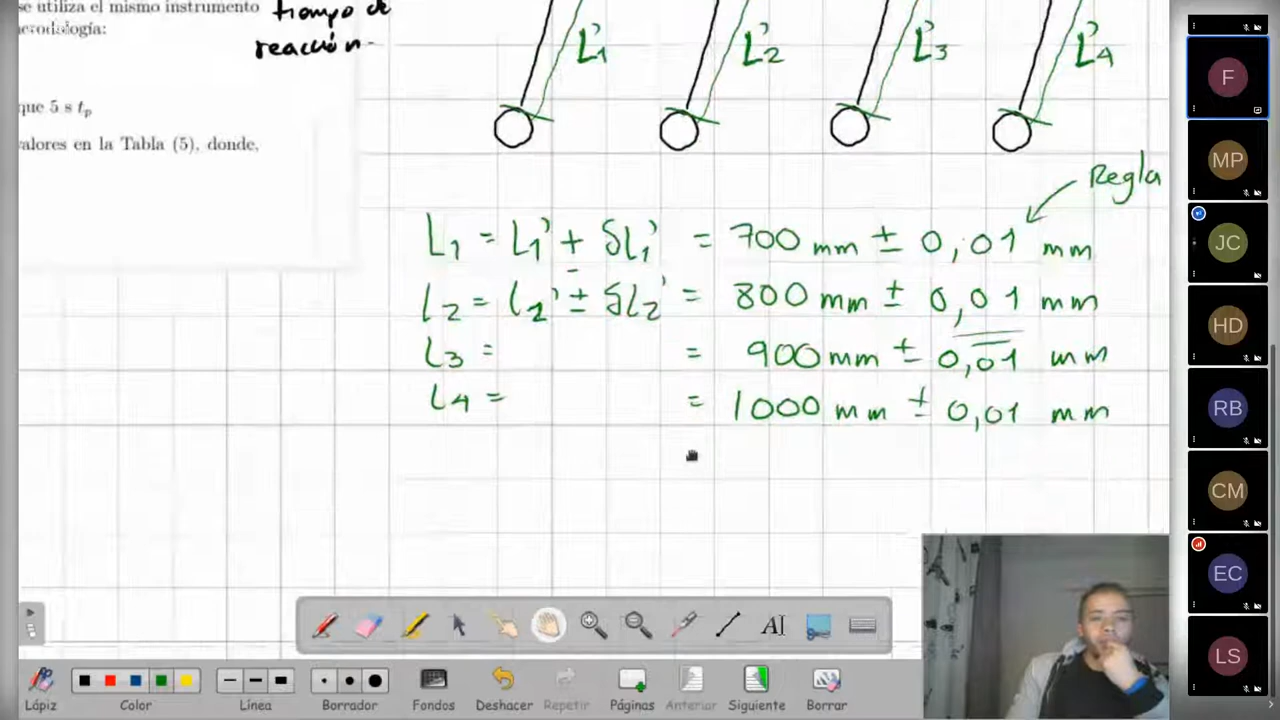 se utiliza el mismo instrumento
tiempo de
reacción
que 5 s tp
valores en la Tabla (5), donde,
L'1
L'2
L'3
L'4
Regla
L1 = L1' ± δL1' = 700 mm ± 0,01 mm
L2 = L2' ± δL2' = 800 mm ± 0,01 mm
L3 = = 900 mm ± 0,01 mm
L4 = = 1000 mm ± 0,01 mm
F
MP
JC
HD
RB
CM
EC
LS
Lápiz
Color
Línea
Borrador
Fondos
Deshacer
Repetir
Páginas
Anterior
Siguiente
Borrar